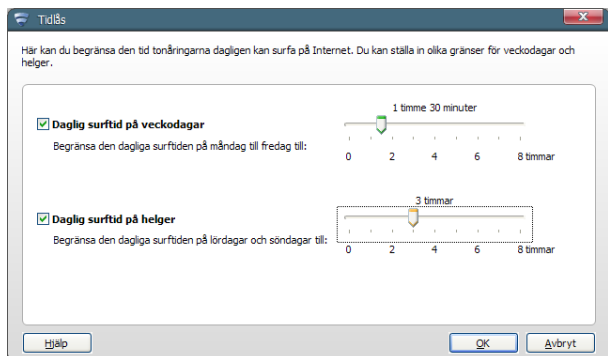 Tidlås
Här kan du begränsa den tid tonåringarna dagligen kan surfa på Internet. Du kan ställa in olika gränser för veckodagar och
helger.
1 timme 30 minuter
Daglig surftid på veckodagar
Begränsa den dagliga surftiden på måndag till fredag till:
0 2 4 6 8 timmar
3 timmar
Daglig surftid på helger
Begränsa den dagliga surftiden på lördagar och söndagar till:
0 2 4 6 8 timmar
Hjälp OK Avbryt